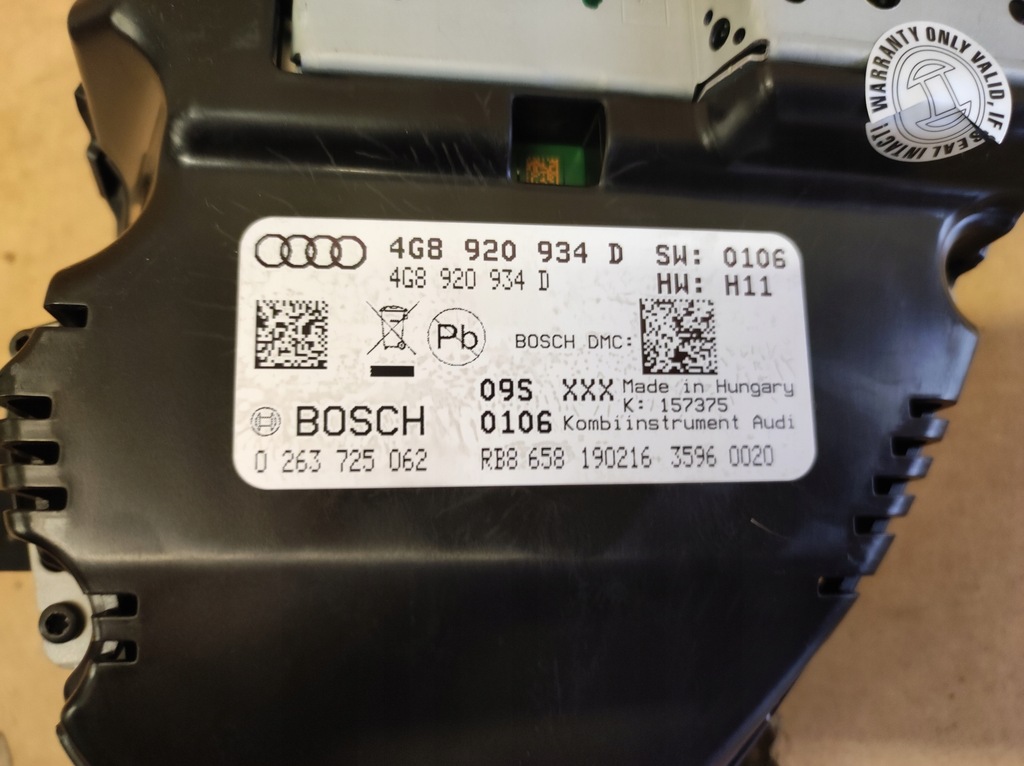 WARRANTY ONLY VALID, IF SEAL INTACT!
4G8 920 934 D SW: 0106
4G8 920 934 D HW: H11
Pb BOSCH DMC:
09S XXX Made in Hungary
K: 157375
BOSCH 0106 Kombiinstrument Audi
0 263 725 062 RB8 658 190216 3596 0020